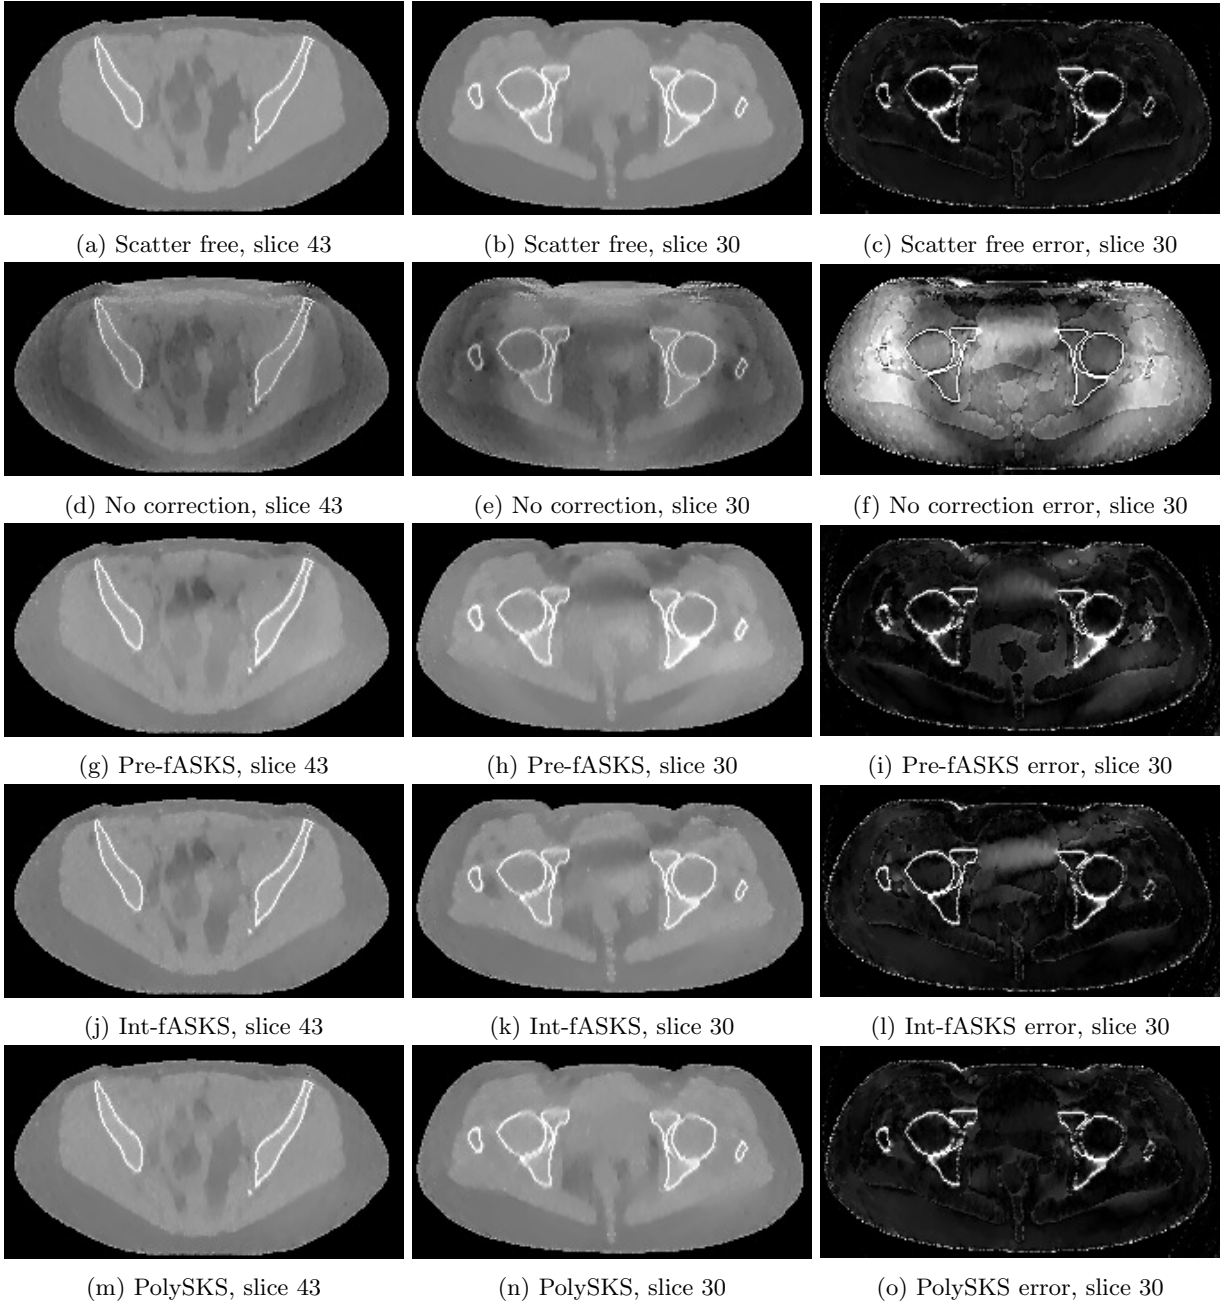 (a) Scatter free, slice 43
(b) Scatter free, slice 30
(c) Scatter free error, slice 30
(d) No correction, slice 43
(e) No correction, slice 30
(f) No correction error, slice 30
(g) Pre-fASKS, slice 43
(h) Pre-fASKS, slice 30
(i) Pre-fASKS error, slice 30
(j) Int-fASKS, slice 43
(k) Int-fASKS, slice 30
(l) Int-fASKS error, slice 30
(m) PolySKS, slice 43
(n) PolySKS, slice 30
(o) PolySKS error, slice 30